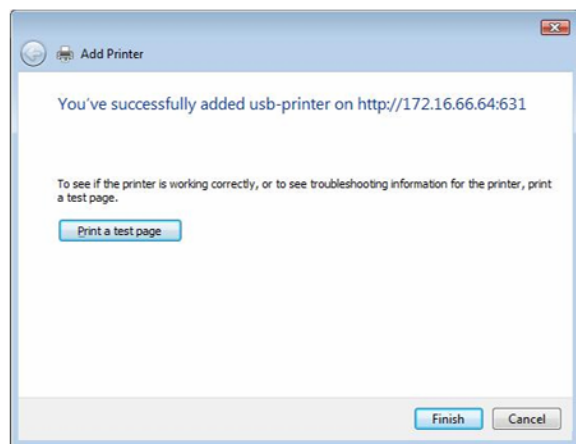 Add Printer
You've successfully added usb-printer on http://172.16.66.64:631
To see if the printer is working correctly, or to see troubleshooting information for the printer, print
a test page.
Print a test page
Finish Cancel